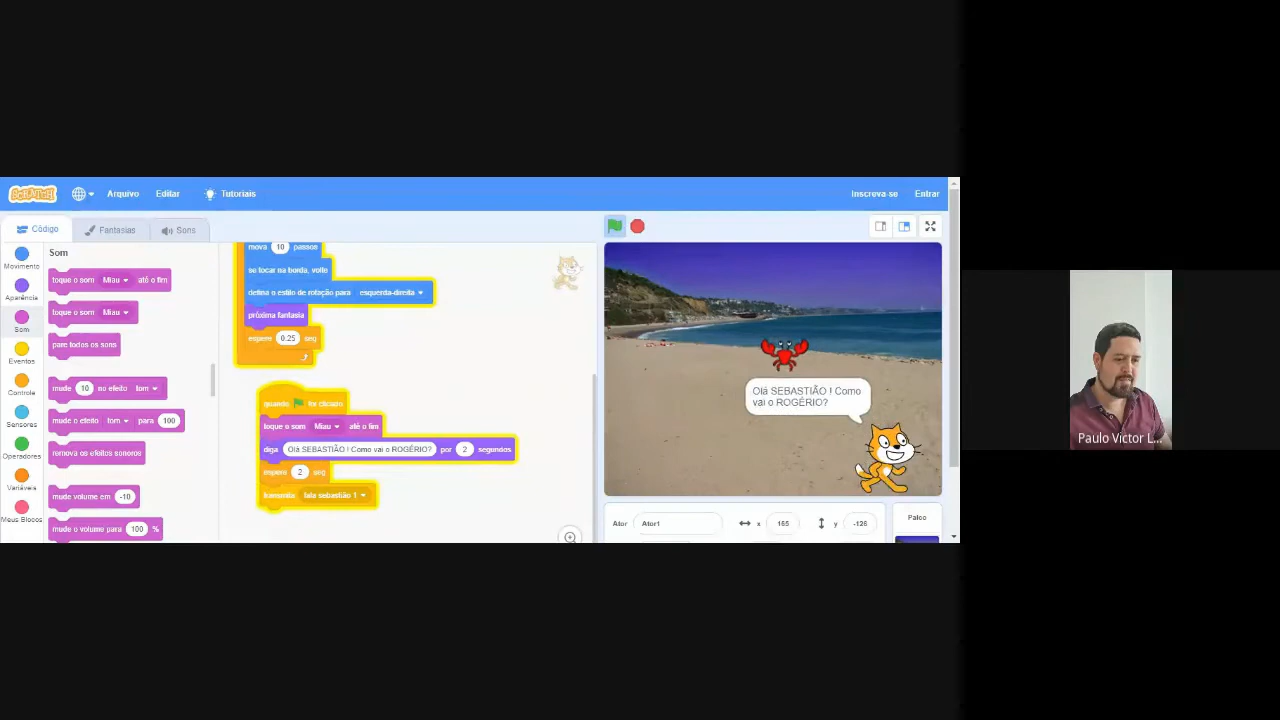 SCRATCH
Arquivo
Editar
Tutoriais
Inscreva-se
Entrar
Código
Fantasias
Sons
Movimento
Aparência
Som
Eventos
Controle
Sensores
Operadores
Variáveis
Meus Blocos
Som
toque o som Miau até o fim
toque o som Miau
pare todos os sons
mude 10 no efeito tom
mude o efeito tom para 100
remova os efeitos sonoros
mude volume em -10
mude o volume para 100 %
mova 10 passos
se tocar na borda, volte
defina o estilo de rotação para esquerda-direita
próxima fantasia
espere 0.25 seg
quando for clicado
toque o som Miau até o fim
diga Olá SEBASTIÃO ! Como vai o ROGÉRIO? por 2 segundos
espere 2 seg
transmita fala sebastião 1
Olá SEBASTIÃO ! Como
vai o ROGÉRIO?
Ator Ator1 x 165 y -126
Palco
Paulo Victor L...